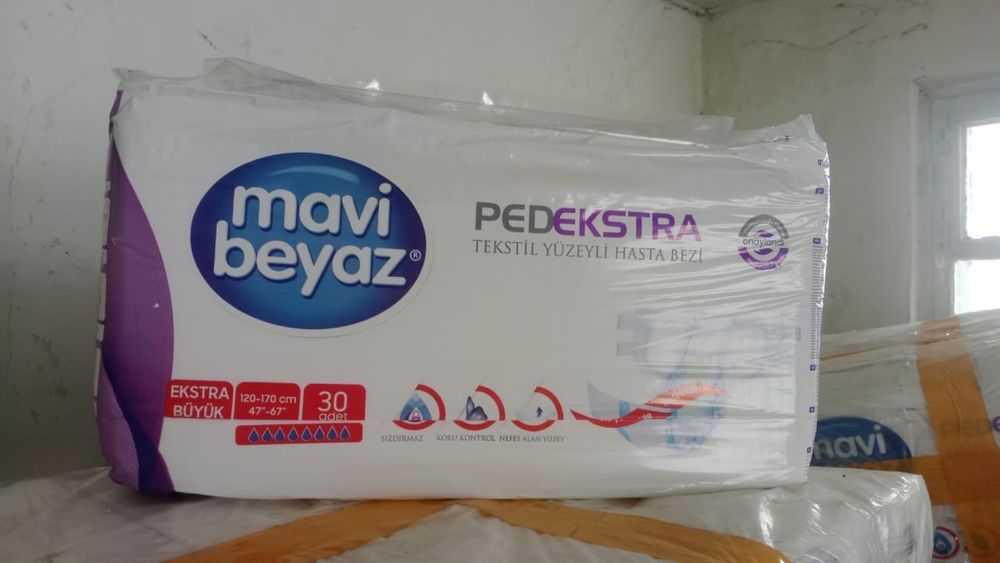 mavi
beyaz®
PEDEKSTRA
TEKSTİL YÜZEYLİ HASTA BEZİ
onaylandı
EKSTRA
BÜYÜK
120-170 cm
47"-67"
30
adet
SIZDIRMAZ
KOKU KONTROL
NEFES ALAN YÜZEY
mavi
PEDE